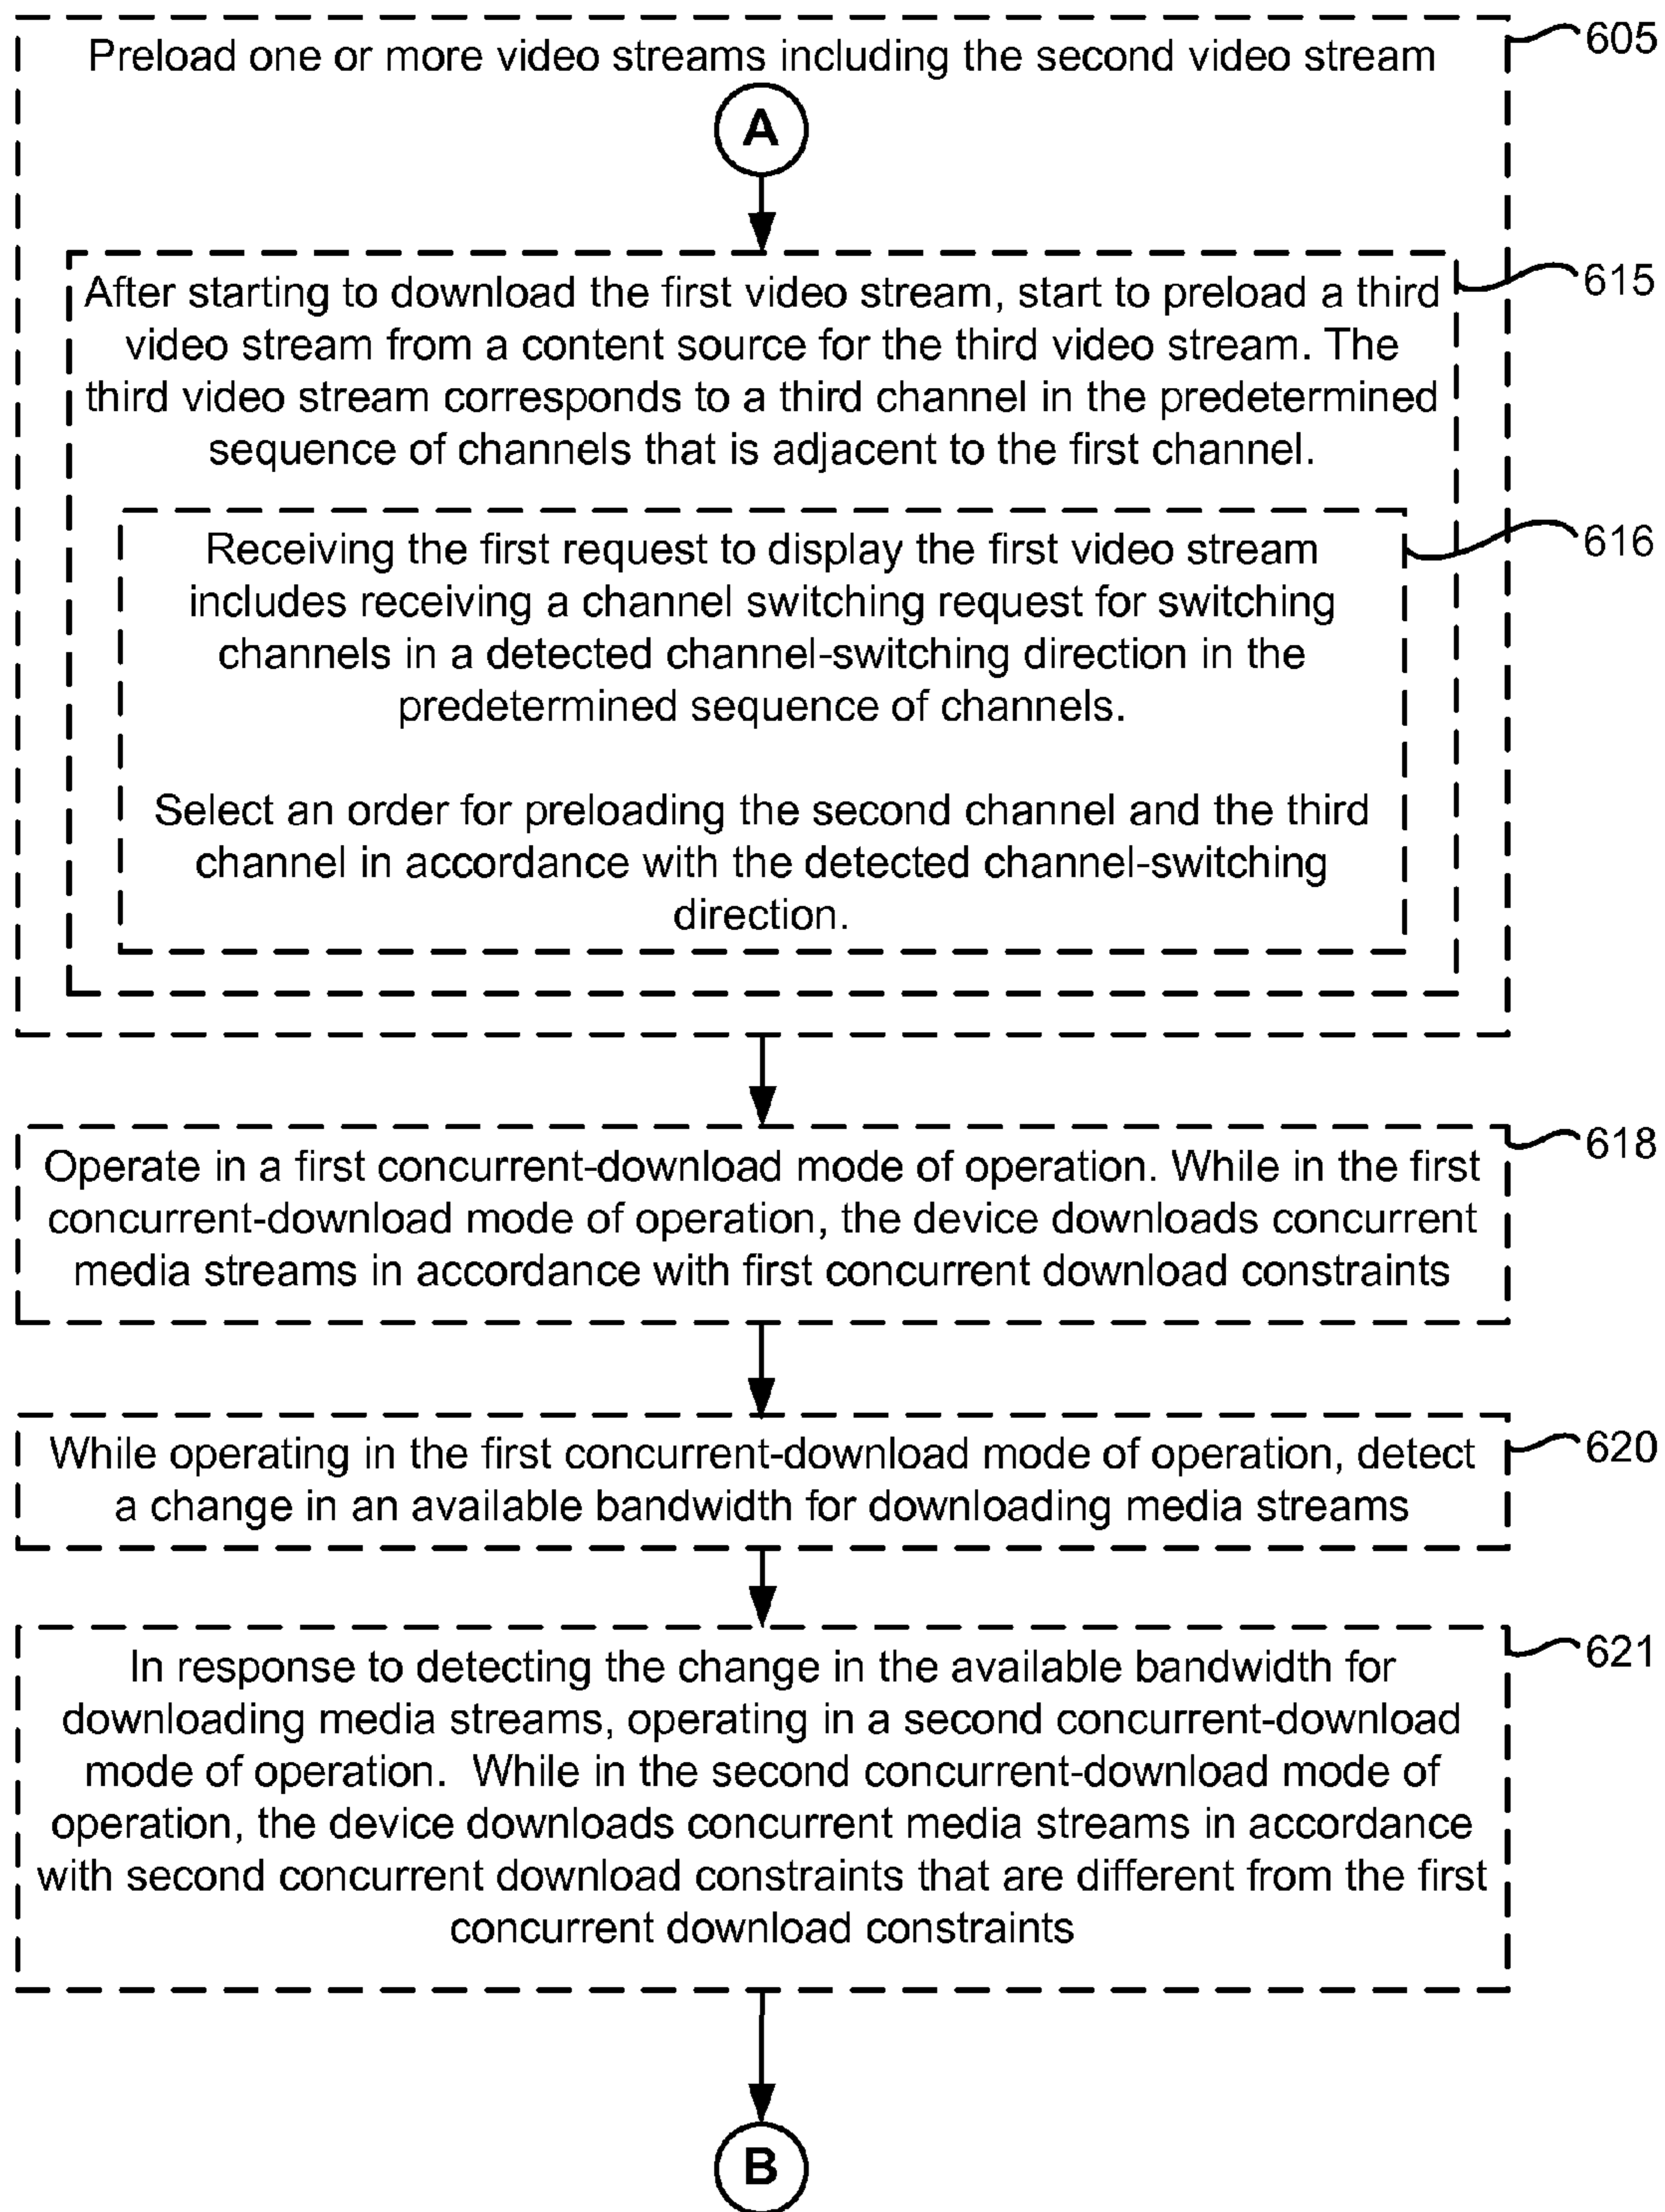 Preload one or more video streams including the second video stream
605
A
After starting to download the first video stream, start to preload a third
video stream from a content source for the third video stream. The
third video stream corresponds to a third channel in the predetermined
sequence of channels that is adjacent to the first channel.
615
Receiving the first request to display the first video stream
includes receiving a channel switching request for switching
channels in a detected channel-switching direction in the
predetermined sequence of channels.
616
Select an order for preloading the second channel and the third
channel in accordance with the detected channel-switching
direction.
Operate in a first concurrent-download mode of operation. While in the first
concurrent-download mode of operation, the device downloads concurrent
media streams in accordance with first concurrent download constraints
618
While operating in the first concurrent-download mode of operation, detect
a change in an available bandwidth for downloading media streams
620
In response to detecting the change in the available bandwidth for
downloading media streams, operating in a second concurrent-download
mode of operation.  While in the second concurrent-download mode of
operation, the device downloads concurrent media streams in accordance
with second concurrent download constraints that are different from the first
concurrent download constraints
621
B